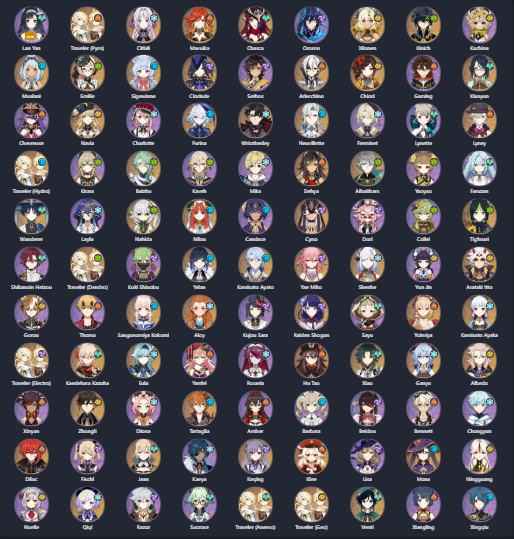 Lan Yan Traveler (Pyro) Citlali Mavuika Chasca Ororon Xilonen Kinich Kachina
Mualani Emilie Sigewinne Clorinde Sethos Arlecchino Chiori Gaming Xianyun
Chevreuse Navia Charlotte Furina Wriothesley Neuvillette Freminet Lynette Lyney
Traveler (Hydro) Kirara Baizhu Kaveh Mika Dehya Alhaitham Yaoyao Faruzan
Wanderer Layla Nahida Nilou Candace Cyno Dori Collei Tighnari
Shikanoin Heizou Traveler (Dendro) Kuki Shinobu Yelan Kamisato Ayato Yae Miko Shenhe Yun Jin Arataki Itto
Gorou Thoma Sangonomiya Kokomi Aloy Kujou Sara Raiden Shogun Sayu Yoimiya Kamisato Ayaka
Traveler (Electro) Kaedehara Kazuha Eula Yanfei Rosaria Hu Tao Xiao Ganyu Albedo
Xinyan Zhongli Diona Tartaglia Amber Barbara Beidou Bennett Chongyun
Diluc Fischl Jean Kaeya Keqing Klee Lisa Mona Ningguang
Noelle Qiqi Razor Sucrose Traveler (Anemo) Traveler (Geo) Venti Xiangling Xingqiu